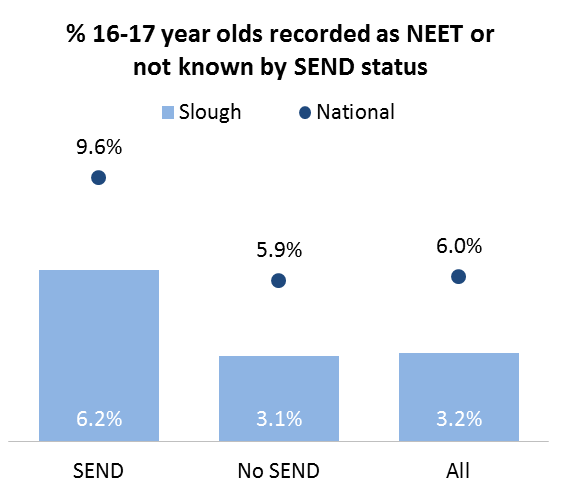 % 16-17 year olds recorded as NEET or
not known by SEND status
Slough National
9.6%
5.9%
6.0%
6.2%
3.1%
3.2%
SEND
No SEND
All